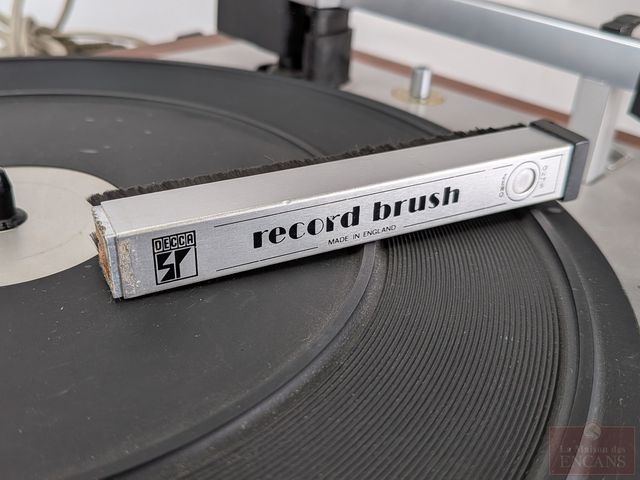 DECCA
record brush
MADE IN ENGLAND
La Maison des
ENCANS